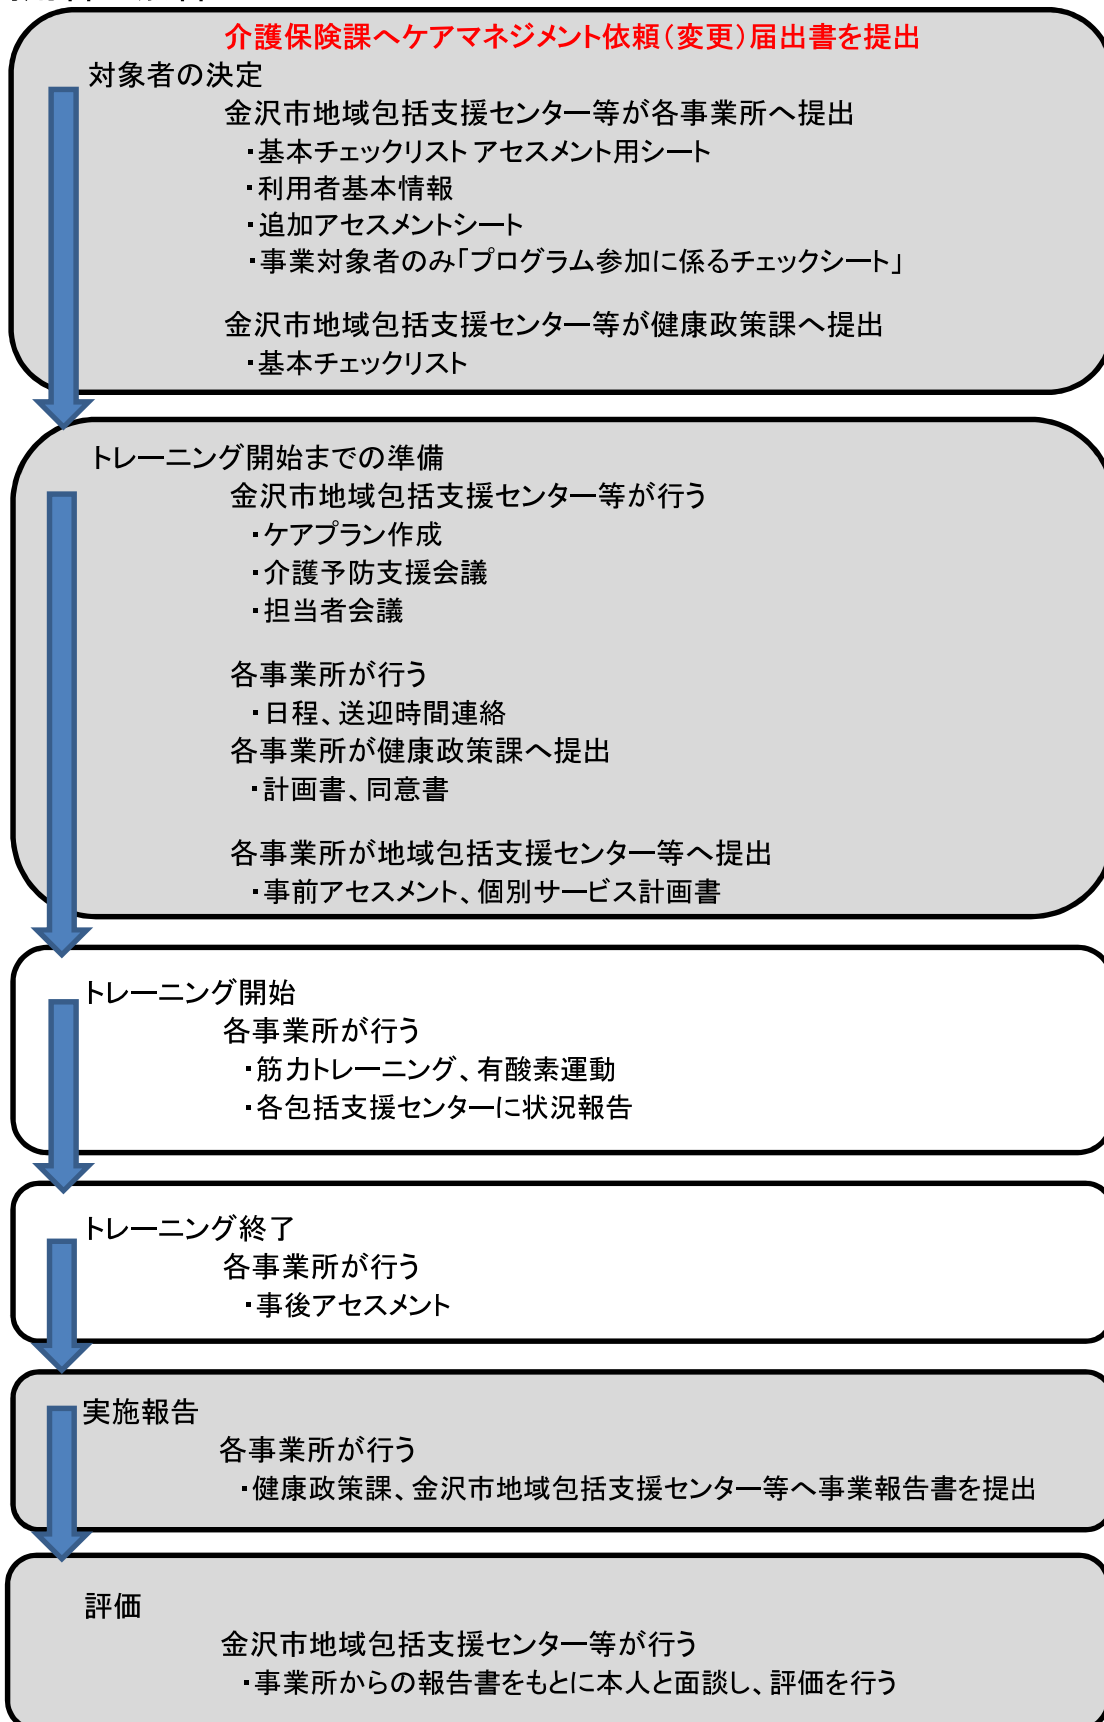 介護保険課へケアマネジメント依頼（変更）届出書を提出
対象者の決定
金沢市地域包括支援センター等が各事業所へ提出
・基本チェックリスト アセスメント用シート
・利用者基本情報
・追加アセスメントシート
・事業対象者のみ「プログラム参加に係るチェックシート」
金沢市地域包括支援センター等が健康政策課へ提出
・基本チェックリスト
トレーニング開始までの準備
金沢市地域包括支援センター等が行う
・ケアプラン作成
・介護予防支援会議
・担当者会議
各事業所が行う
・日程、送迎時間連絡
各事業所が健康政策課へ提出
・計画書、同意書
各事業所が地域包括支援センター等へ提出
・事前アセスメント、個別サービス計画書
トレーニング開始
各事業所が行う
・筋力トレーニング、有酸素運動
・各包括支援センターに状況報告
トレーニング終了
各事業所が行う
・事後アセスメント
実施報告
各事業所が行う
・健康政策課、金沢市地域包括支援センター等へ事業報告書を提出
評価
金沢市地域包括支援センター等が行う
・事業所からの報告書をもとに本人と面談し、評価を行う